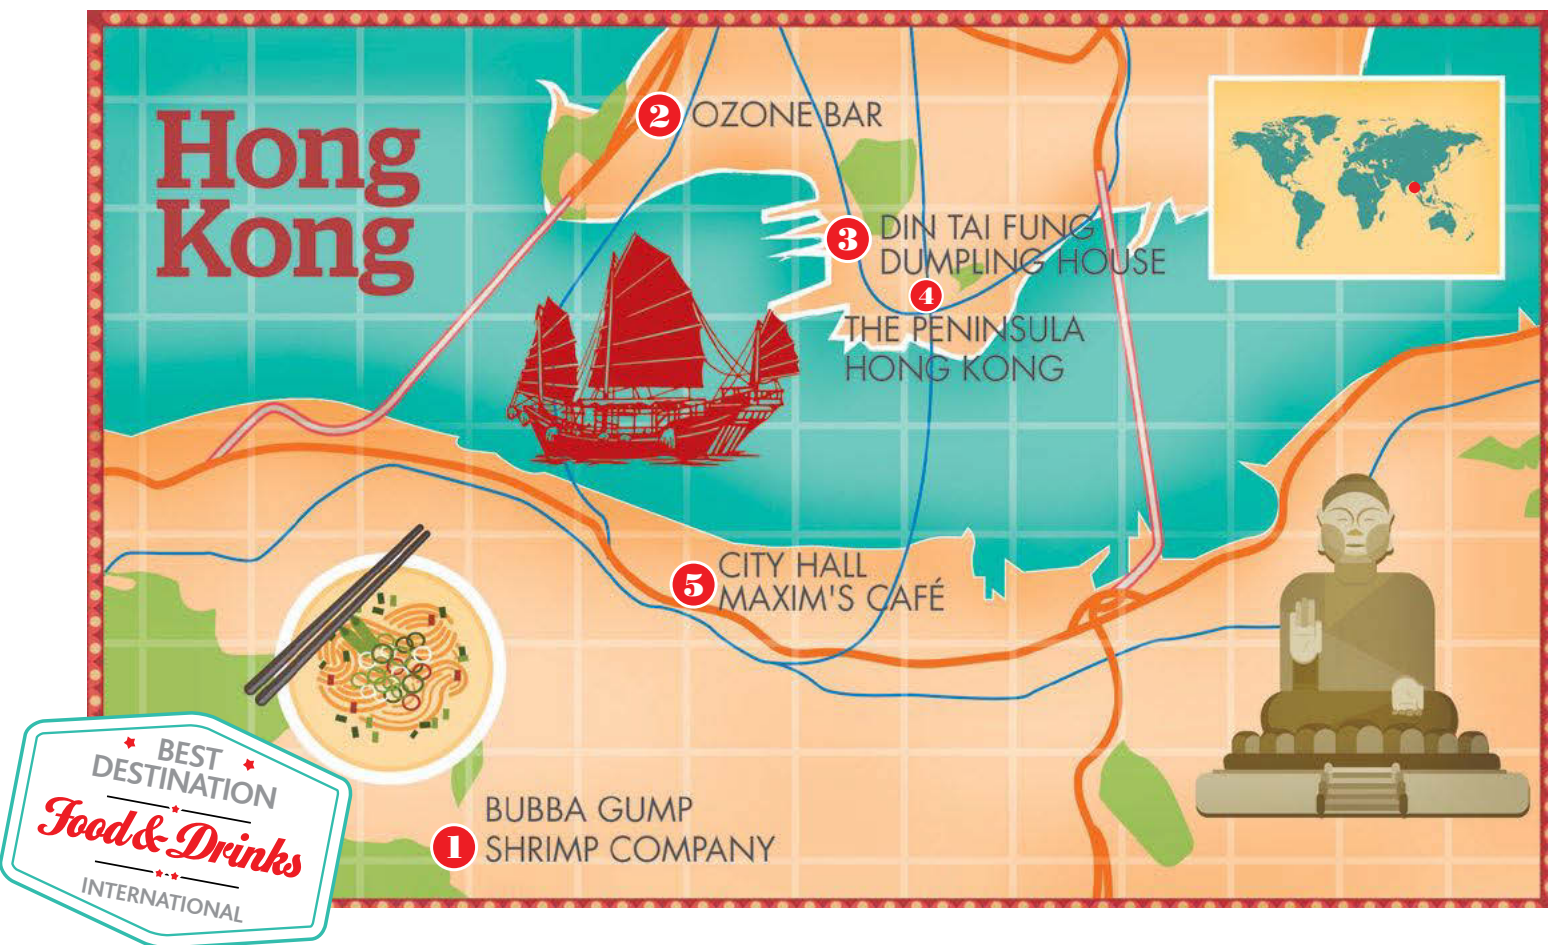 Hong
Kong
2 OZONE BAR
3 DIN TAI FUNG
DUMPLING HOUSE
4
THE PENINSULA
HONG KONG
5 CITY HALL
MAXIM'S CAFÉ
BUBBA GUMP
1 SHRIMP COMPANY
BEST
DESTINATION
Food & Drinks
INTERNATIONAL